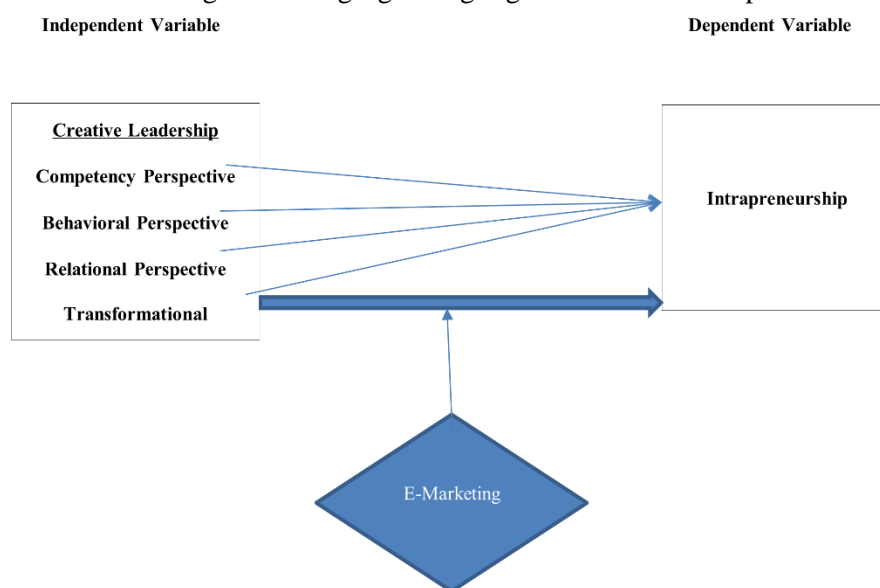 Independent Variable
Dependent Variable
Creative Leadership
Competency Perspective
Behavioral Perspective
Intrapreneurship
Relational Perspective
Transformational
E-Marketing